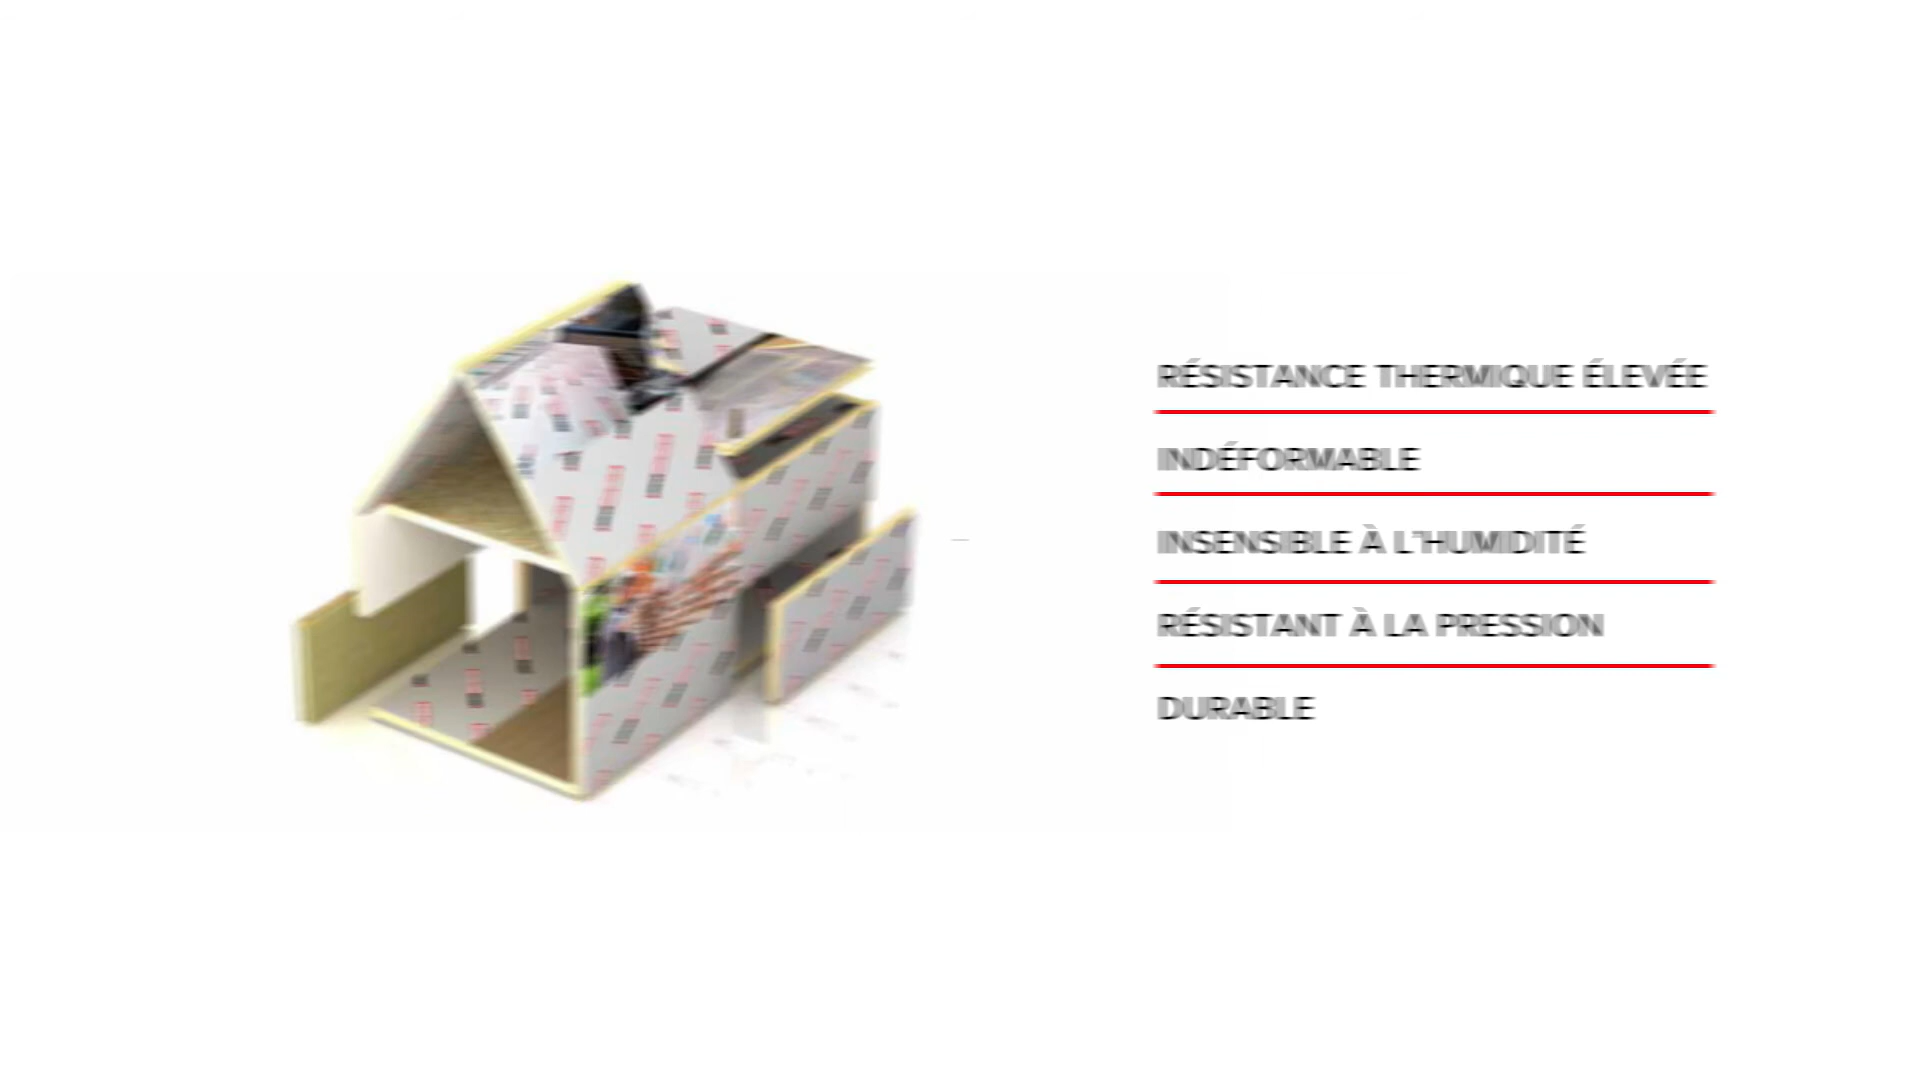 RÉSISTANCE THERMIQUE ÉLEVÉE
INDÉFORMABLE
INSENSIBLE À L'HUMIDITÉ
RÉSISTANT À LA PRESSION
DURABLE